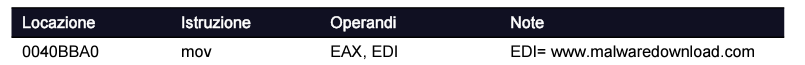 Locazione Istruzione Operandi Note
0040BBA0 mov EAX, EDI EDI= www.malwaredownload.com